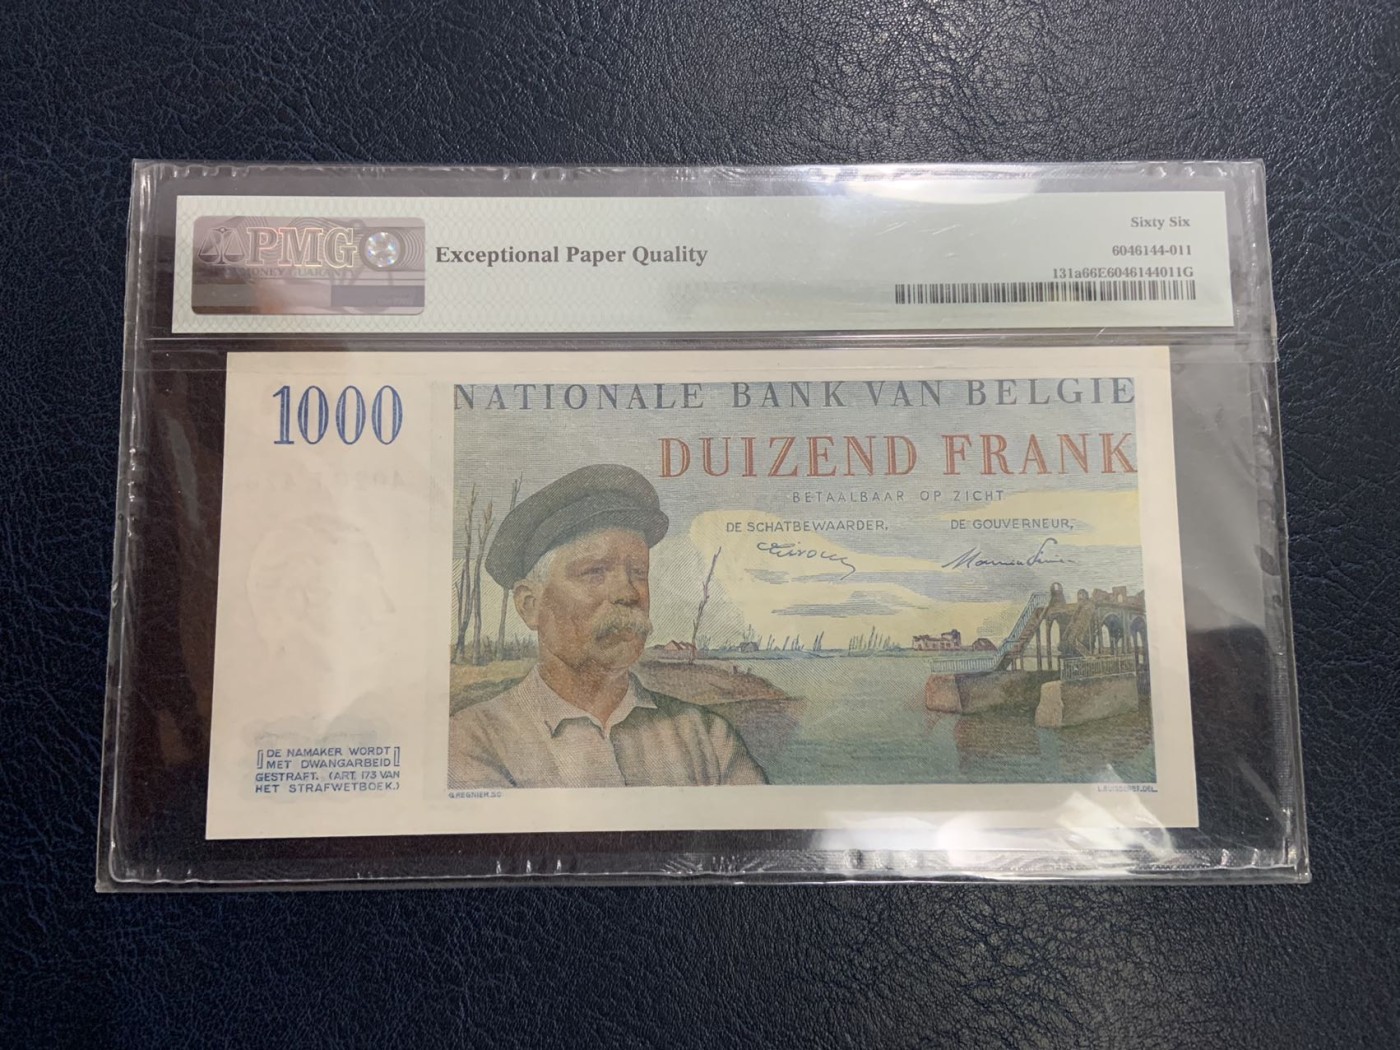 PMG
Exceptional Paper Quality
Sixty Six
6046144-011
131a66E6046144011G
1000
NATIONALE BANK VAN BELGIE
DUIZEND FRANK
BETAALBAAR OP ZICHT
DE SCHATBEWAARDER,
DE GOUVERNEUR,
[DE NAMAKER WORDT]
MET DWANGARBEID
GESTRAFT. (ART. 173 VAN
HET STRAFWETBOEK.)